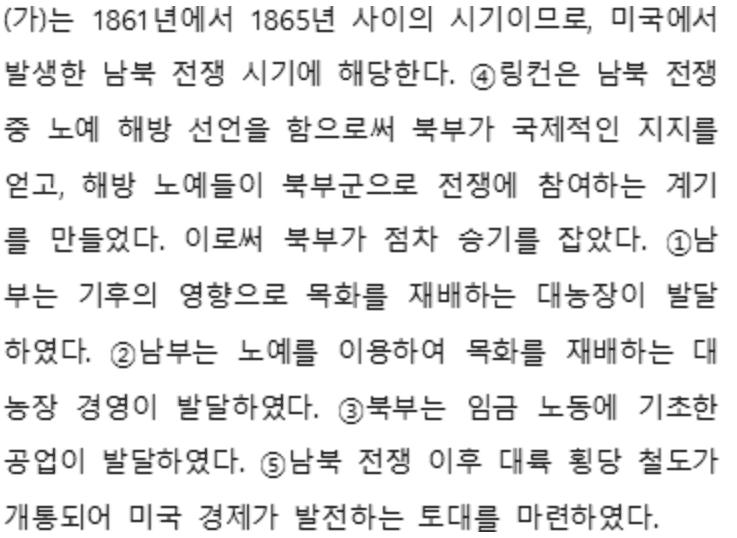 (가)는 1861년에서 1865년 사이의 시기이므로, 미국에서
발생한 남북 전쟁 시기에 해당한다. ④링컨은 남북 전쟁
중 노예 해방 선언을 함으로써 북부가 국제적인 지지를
얻고, 해방 노예들이 북부군으로 전쟁에 참여하는 계기
를 만들었다. 이로써 북부가 점차 승기를 잡았다. ①남
부는 기후의 영향으로 목화를 재배하는 대농장이 발달
하였다. ②남부는 노예를 이용하여 목화를 재배하는 대
농장 경영이 발달하였다. ③북부는 임금 노동에 기초한
공업이 발달하였다. ⑤남북 전쟁 이후 대륙 횡당 철도가
개통되어 미국 경제가 발전하는 토대를 마련하였다.